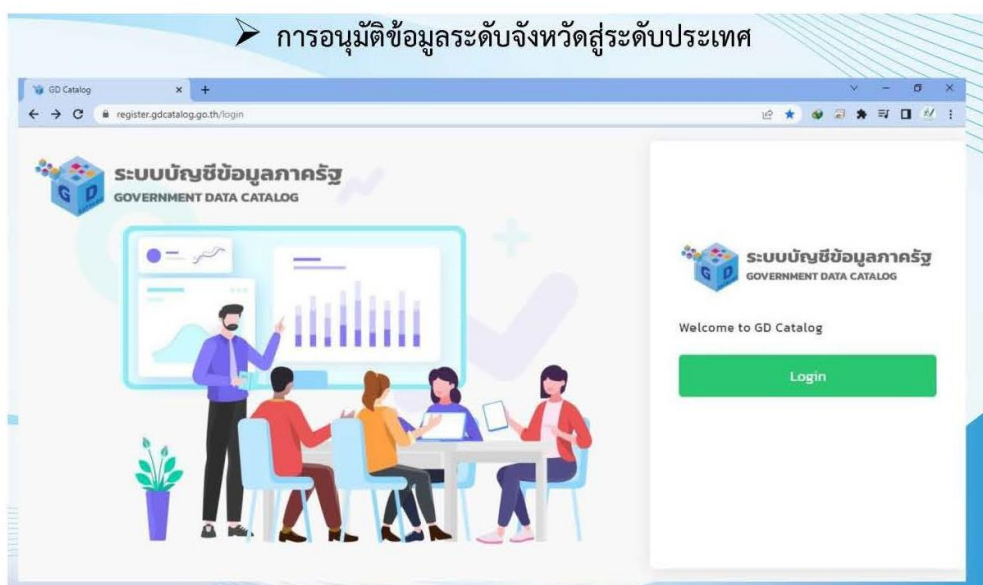 ➢ การอนุมัติข้อมูลระดับจังหวัดสู่ระดับประเทศ
GD Catalog
register.gdcatalog.go.th/login
ระบบบัญชีข้อมูลภาครัฐ
GOVERNMENT DATA CATALOG
G D
CATALOG
ระบบบัญชีข้อมูลภาครัฐ
GOVERNMENT DATA CATALOG
G D
Welcome to GD Catalog
Login